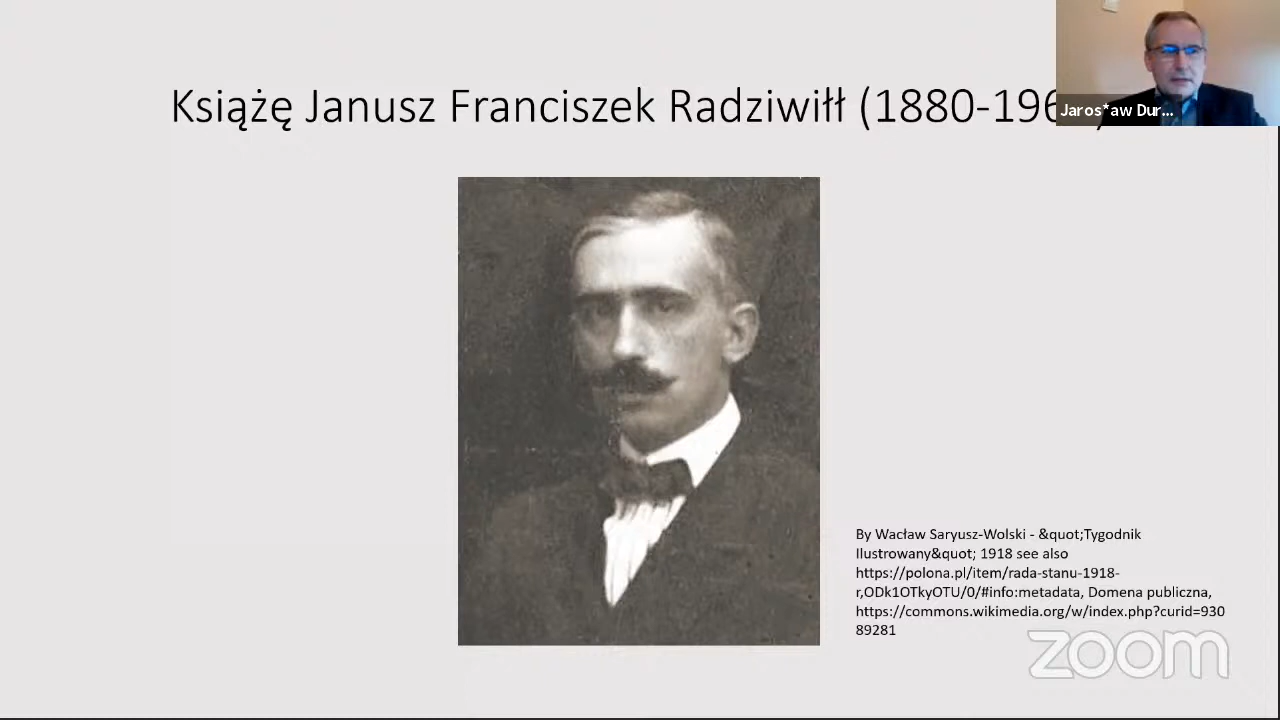 Książę Janusz Franciszek Radziwiłł (1880-196
Jaros*aw Dur...
By Wacław Saryusz-Wolski - &quot;Tygodnik
Ilustrowany&quot; 1918 see also
https://polona.pl/item/rada-stanu-1918-
r,ODk1OTkyOTU/0/#info:metadata, Domena publiczna,
https://commons.wikimedia.org/w/index.php?curid=930
89281
zoom